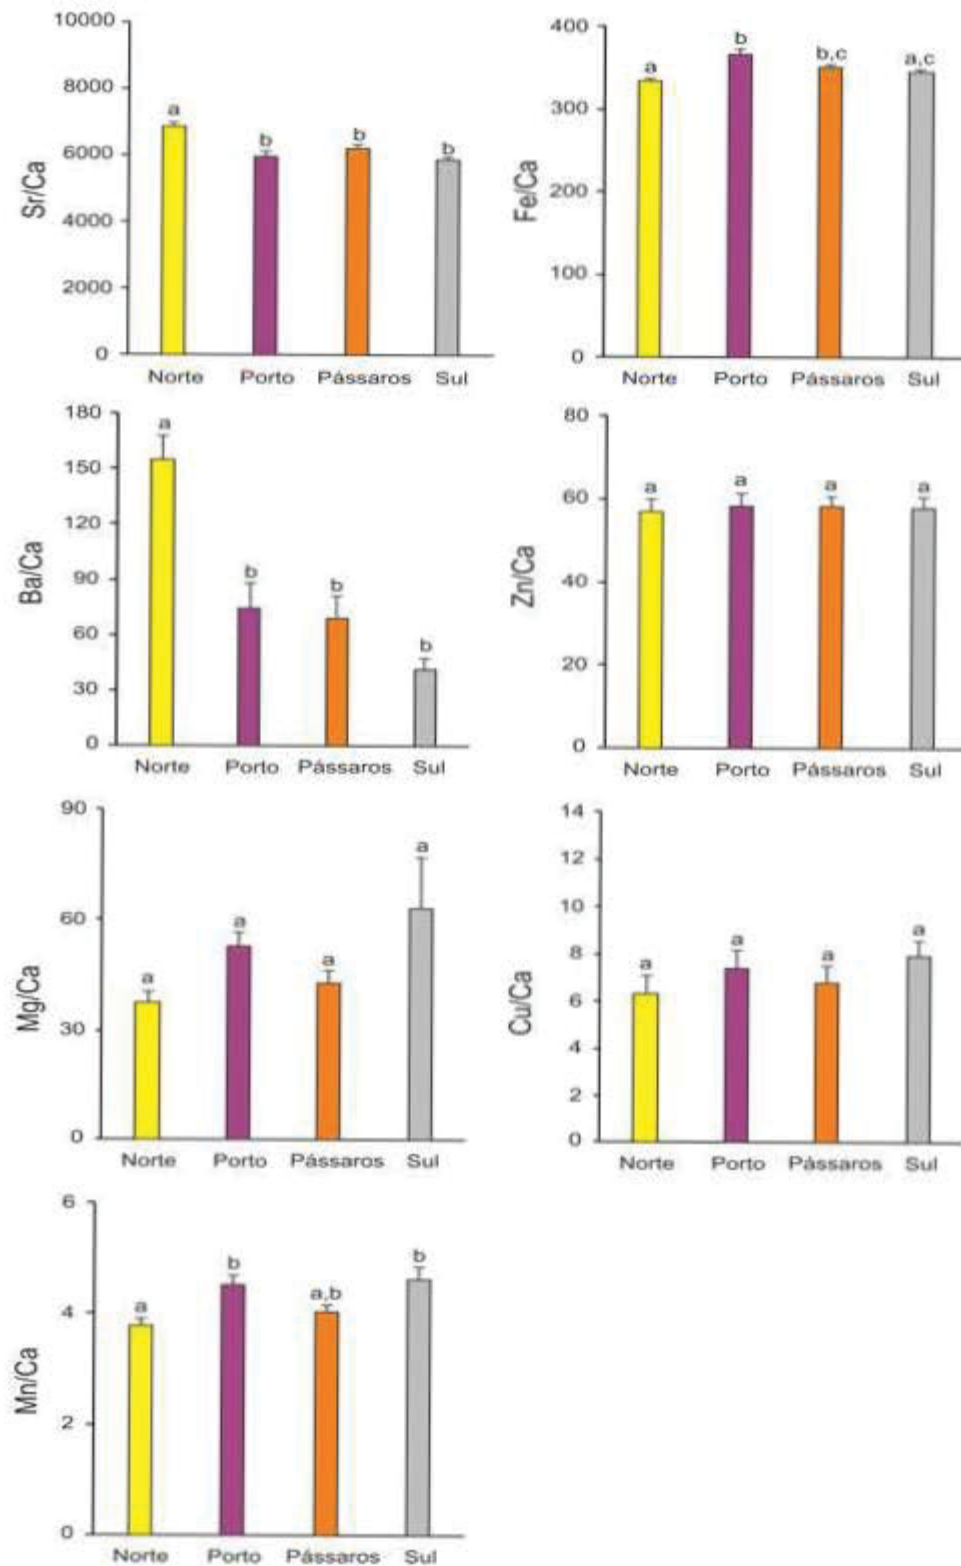 Sr/Ca
10000
8000
6000
4000
2000
0
a
b
b
b
Norte Porto Pássaros Sul
Fe/Ca
400
300
200
100
0
a
b
b,c
a,c
Norte Porto Pássaros Sul
Ba/Ca
180
150
120
90
60
30
0
a
b
b
b
Norte Porto Pássaros Sul
Zn/Ca
80
60
40
20
0
a
a
a
a
Norte Porto Pássaros Sul
Mg/Ca
90
60
30
0
a
a
a
a
Norte Porto Pássaros Sul
Cu/Ca
14
12
10
8
6
4
2
0
a
a
a
a
Norte Porto Pássaros Sul
Mn/Ca
6
4
2
0
a
b
a,b
b
Norte Porto Pássaros Sul